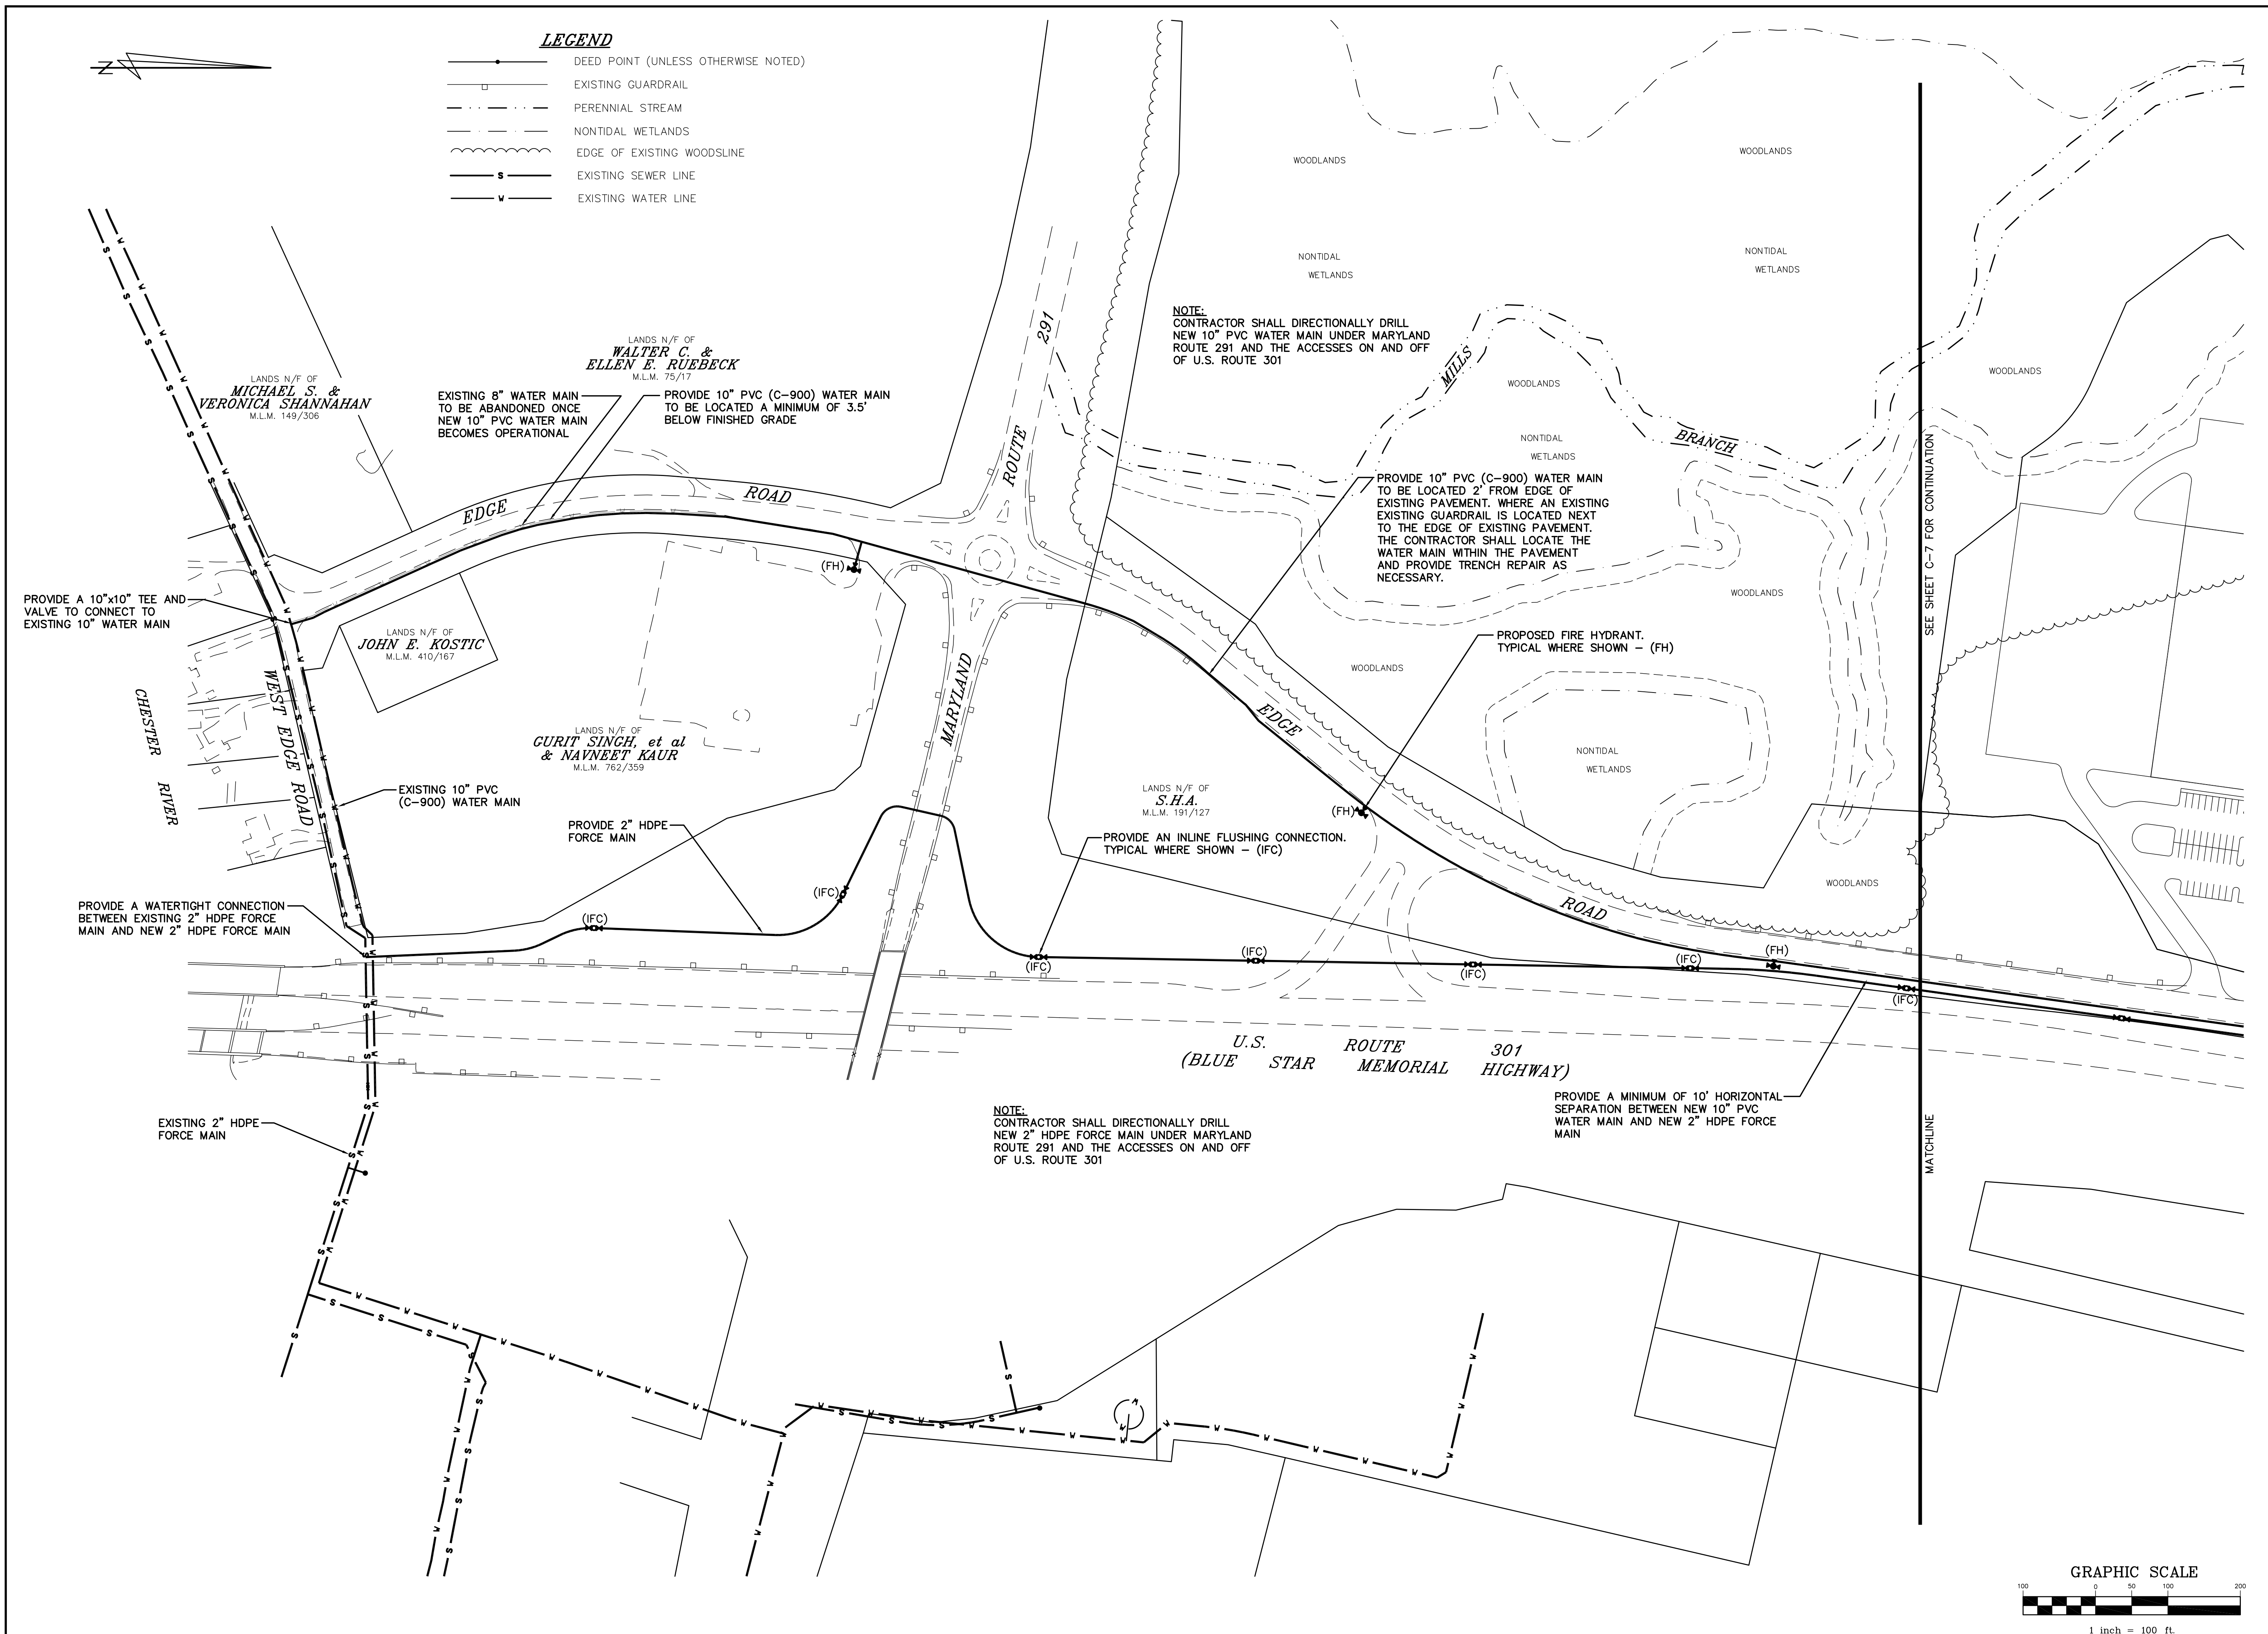 N
LEGEND
DEED POINT (UNLESS OTHERWISE NOTED)
EXISTING GUARDRAIL
PERENNIAL STREAM
NONTIDAL WETLANDS
EDGE OF EXISTING WOODSLINE
S EXISTING SEWER LINE
W EXISTING WATER LINE
WOODLANDS
WOODLANDS
NONTIDAL
WETLANDS
NONTIDAL
WETLANDS
NOTE:
CONTRACTOR SHALL DIRECTIONALLY DRILL
NEW 10" PVC WATER MAIN UNDER MARYLAND
ROUTE 291 AND THE ACCESSES ON AND OFF
OF U.S. ROUTE 301
LANDS N/F OF
MICHAEL S. &
VERONICA SHANNAHAN
M.L.M. 149/306
LANDS N/F OF
WALTER C. &
ELLEN E. RUEBECK
M.L.M. 75/17
EXISTING 8" WATER MAIN
TO BE ABANDONED ONCE
NEW 10" PVC WATER MAIN
BECOMES OPERATIONAL
PROVIDE 10" PVC (C-900) WATER MAIN
TO BE LOCATED A MINIMUM OF 3.5'
BELOW FINISHED GRADE
MARYLAND ROUTE 291
MILLS BRANCH
WOODLANDS
WOODLANDS
NONTIDAL
WETLANDS
EDGE ROAD
PROVIDE 10" PVC (C-900) WATER MAIN
TO BE LOCATED 2' FROM EDGE OF
EXISTING PAVEMENT. WHERE AN EXISTING
EXISTING GUARDRAIL IS LOCATED NEXT
TO THE EDGE OF EXISTING PAVEMENT.
THE CONTRACTOR SHALL LOCATE THE
WATER MAIN WITHIN THE PAVEMENT
AND PROVIDE TRENCH REPAIR AS
NECESSARY.
SEE SHEET C-7 FOR CONTINUATION
(FH)
WOODLANDS
PROVIDE A 10"x10" TEE AND
VALVE TO CONNECT TO
EXISTING 10" WATER MAIN
LANDS N/F OF
JOHN E. KOSTIC
M.L.M. 410/167
PROPOSED FIRE HYDRANT.
TYPICAL WHERE SHOWN - (FH)
WOODLANDS
CHESTER RIVER
WEST EDGE ROAD
EDGE ROAD
LANDS N/F OF
GURIT SINGH, et al
& NAVNEET KAUR
M.L.M. 762/359
NONTIDAL
WETLANDS
EXISTING 10" PVC
(C-900) WATER MAIN
LANDS N/F OF
S.H.A.
M.L.M. 191/127
(FH)
PROVIDE 2" HDPE
FORCE MAIN
PROVIDE AN INLINE FLUSHING CONNECTION.
TYPICAL WHERE SHOWN - (IFC)
WOODLANDS
(IFC)
PROVIDE A WATERTIGHT CONNECTION
BETWEEN EXISTING 2" HDPE FORCE
MAIN AND NEW 2" HDPE FORCE MAIN
(IFC)
(IFC)
(IFC)
(IFC)
(IFC)
(FH)
(IFC)
U.S. ROUTE 301
(BLUE STAR MEMORIAL HIGHWAY)
EXISTING 2" HDPE
FORCE MAIN
NOTE:
CONTRACTOR SHALL DIRECTIONALLY DRILL
NEW 2" HDPE FORCE MAIN UNDER MARYLAND
ROUTE 291 AND THE ACCESSES ON AND OFF
OF U.S. ROUTE 301
PROVIDE A MINIMUM OF 10' HORIZONTAL
SEPARATION BETWEEN NEW 10" PVC
WATER MAIN AND NEW 2" HDPE FORCE
MAIN
MATCHLINE
GRAPHIC SCALE
100 0 50 100 200
1 inch = 100 ft.